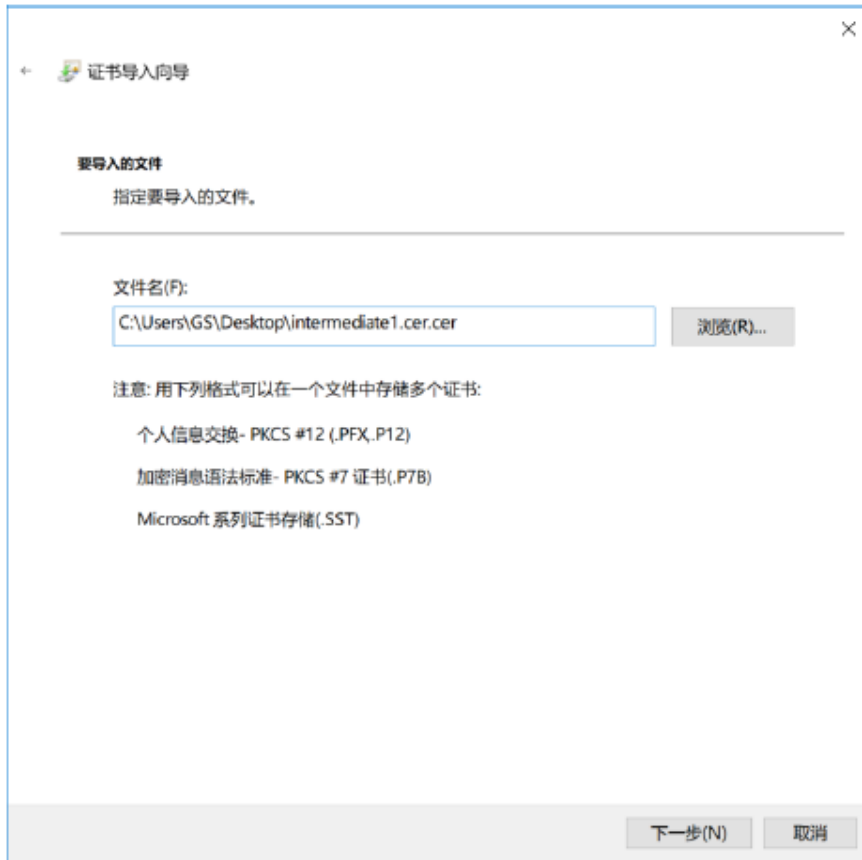 证书导入向导
要导入的文件
指定要导入的文件。
文件名(F):
C:\Users\GS\Desktop\intermediate1.cer.cer
浏览(R)...
注意: 用下列格式可以在一个文件中存储多个证书:
个人信息交换- PKCS #12 (.PFX,.P12)
加密消息语法标准- PKCS #7 证书(.P7B)
Microsoft 系列证书存储(.SST)
下一步(N)
取消